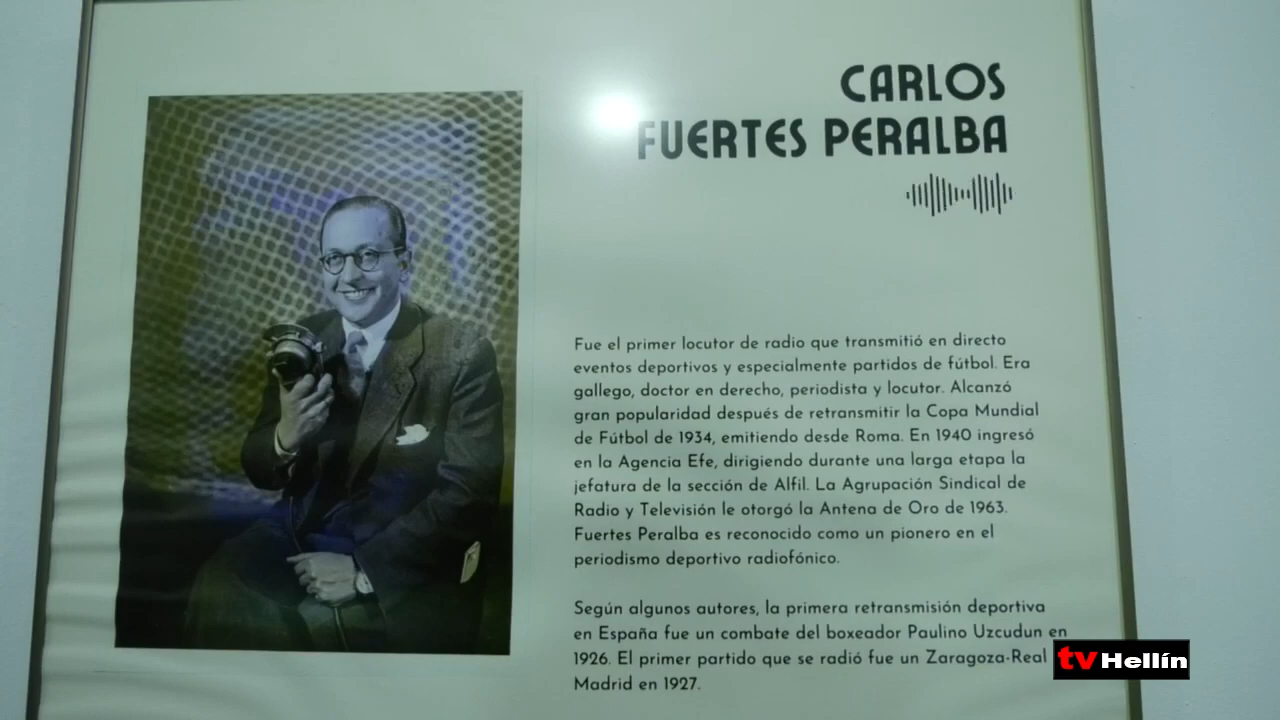 CARLOS
FUERTES PERALBA
Fue el primer locutor de radio que transmitió en directo
eventos deportivos y especialmente partidos de fútbol. Era
gallego, doctor en derecho, periodista y locutor. Alcanzó
gran popularidad después de retransmitir la Copa Mundial
de Fútbol de 1934, emitiendo desde Roma. En 1940 ingresó
en la Agencia Efe, dirigiendo durante una larga etapa la
jefatura de la sección de Alfil. La Agrupación Sindical de
Radio y Televisión le otorgó la Antena de Oro de 1963.
Fuertes Peralba es reconocido como un pionero en el
periodismo deportivo radiofónico.
Según algunos autores, la primera retransmisión deportiva
en España fue un combate del boxeador Paulino Uzcudun en
1926. El primer partido que se radió fue un Zaragoza-Real
Madrid en 1927.
tvHellín